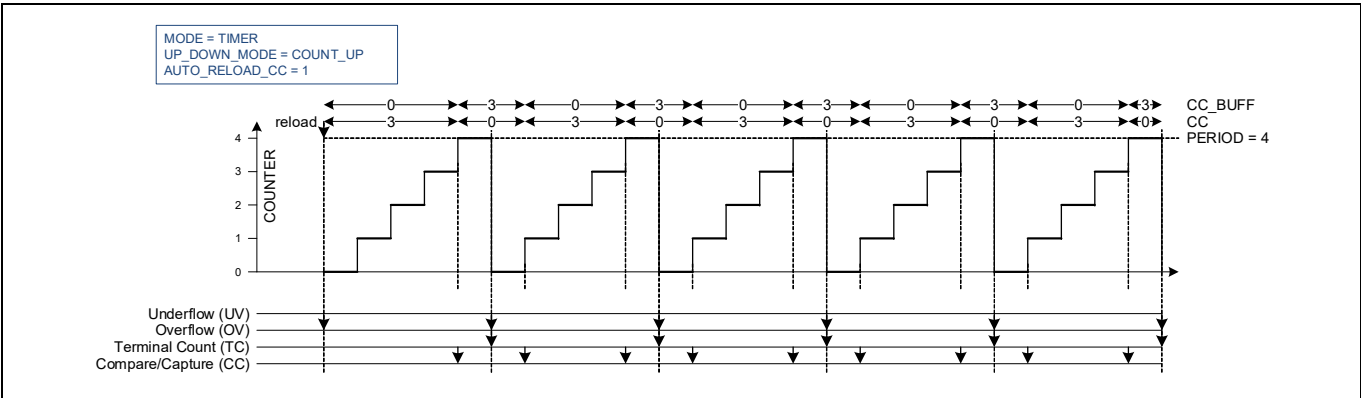 MODE = TIMER
UP_DOWN_MODE = COUNT_UP
AUTO_RELOAD_CC = 1
0 3 0 3 0 3 0 3 0 3 CC_BUFF
reload 3 0 3 0 3 0 3 0 3 0 CC
4 PERIOD = 4
3
2
1
0
COUNTER
Underflow (UV)
Overflow (OV)
Terminal Count (TC)
Compare/Capture (CC)